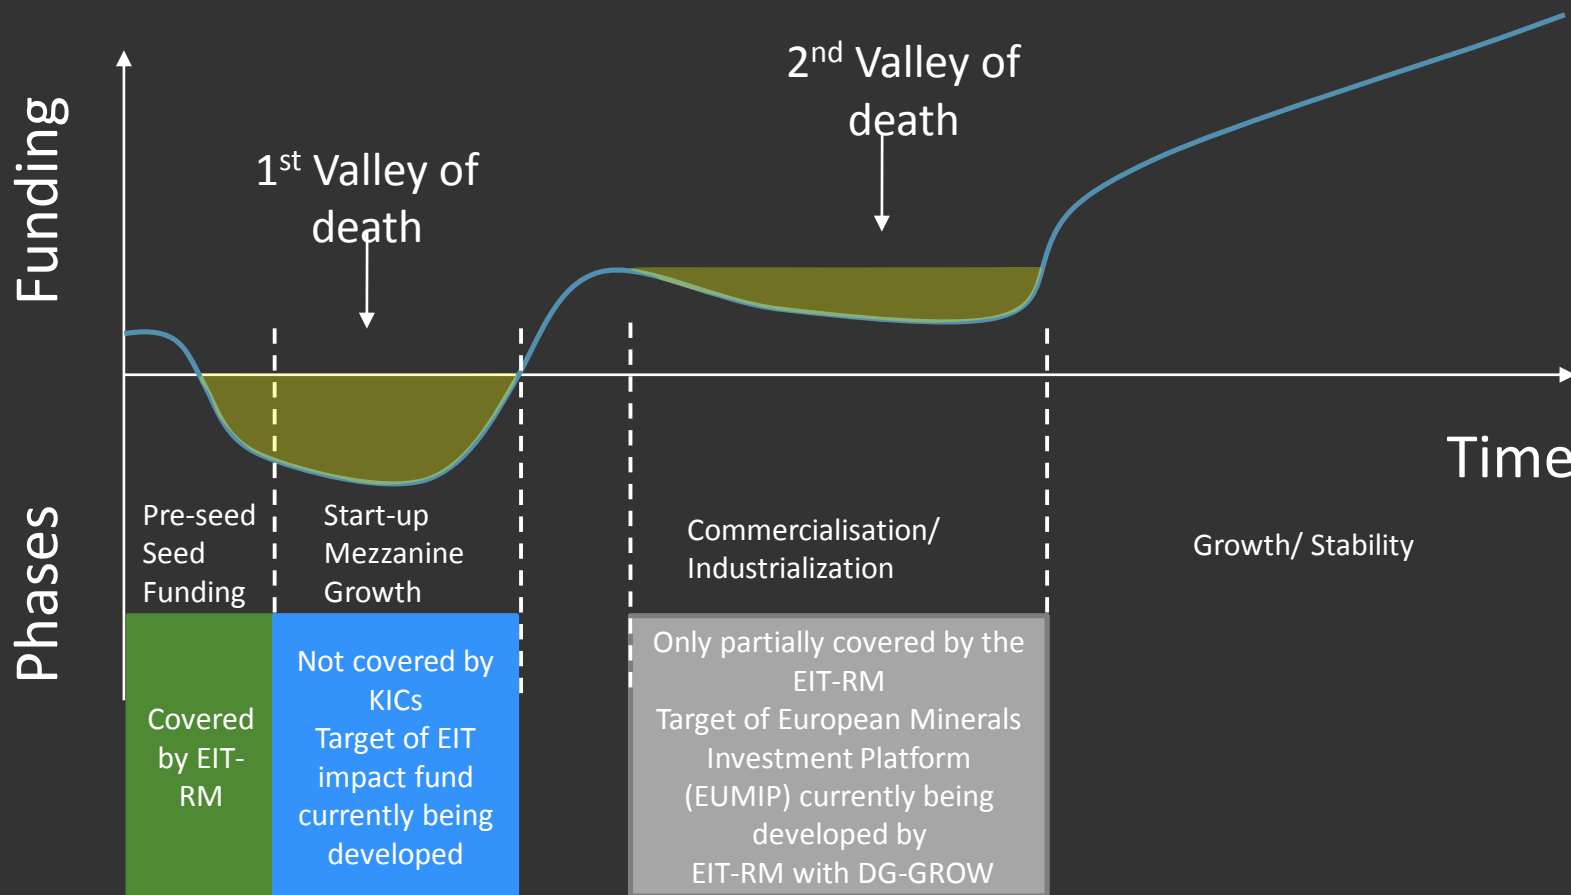 Funding
1st Valley of
death
2nd Valley of
death
Time
Phases
Pre-seed
Seed
Funding
Start-up
Mezzanine
Growth
Commercialisation/
Industrialization
Growth/ Stability
Covered
by EIT-
RM
Not covered by
KICs
Target of EIT
impact fund
currently being
developed
Only partially covered by the
EIT-RM
Target of European Minerals
Investment Platform
(EUMIP) currently being
developed by
EIT-RM with DG-GROW